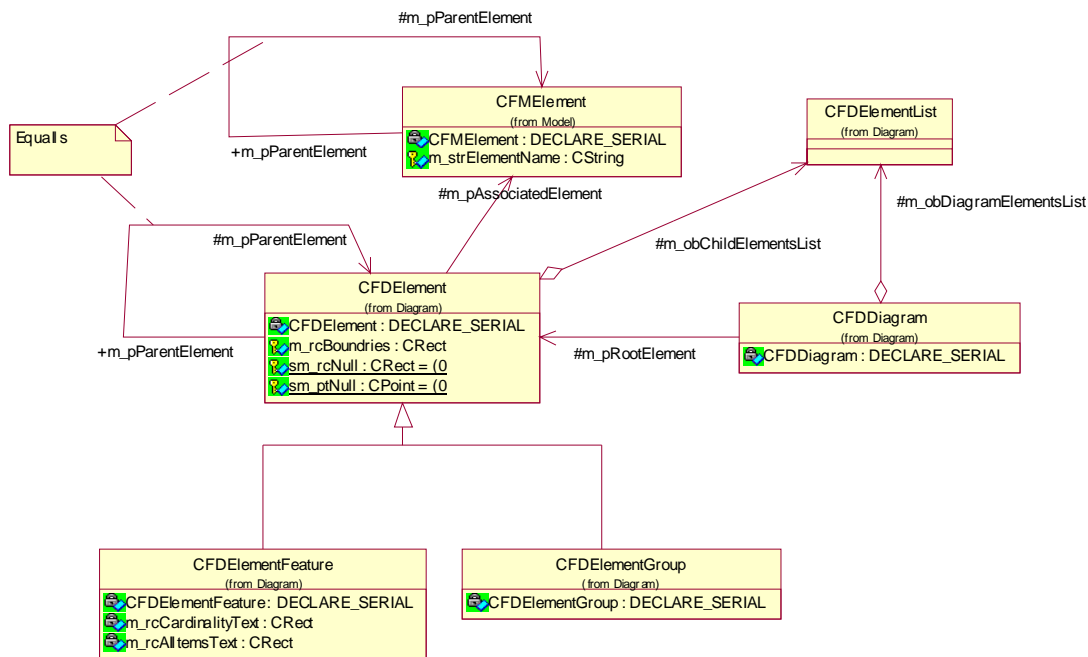 #m_pParentElement
CFMElement
(from Model)
CFMElement : DECLARE_SERIAL
m_strElementName : CString
CFDElementList
(from Diagram)
Equalls
+m_pParentElement
#m_pAssociatedElement
#m_obDiagramElementsList
#m_pParentElement
#m_obChildElementsList
CFDElement
(from Diagram)
CFDElement : DECLARE_SERIAL
m_rcBoundries : CRect
sm_rcNull : CRect = (0
sm_ptNull : CPoint = (0
CFDDiagram
(from Diagram)
CFDDiagram : DECLARE_SERIAL
+m_pParentElement
#m_pRootElement
CFDElementFeature
(from Diagram)
CFDElementFeature : DECLARE_SERIAL
m_rcCardinalityText : CRect
m_rcAllItemsText : CRect
CFDElementGroup
(from Diagram)
CFDElementGroup : DECLARE_SERIAL